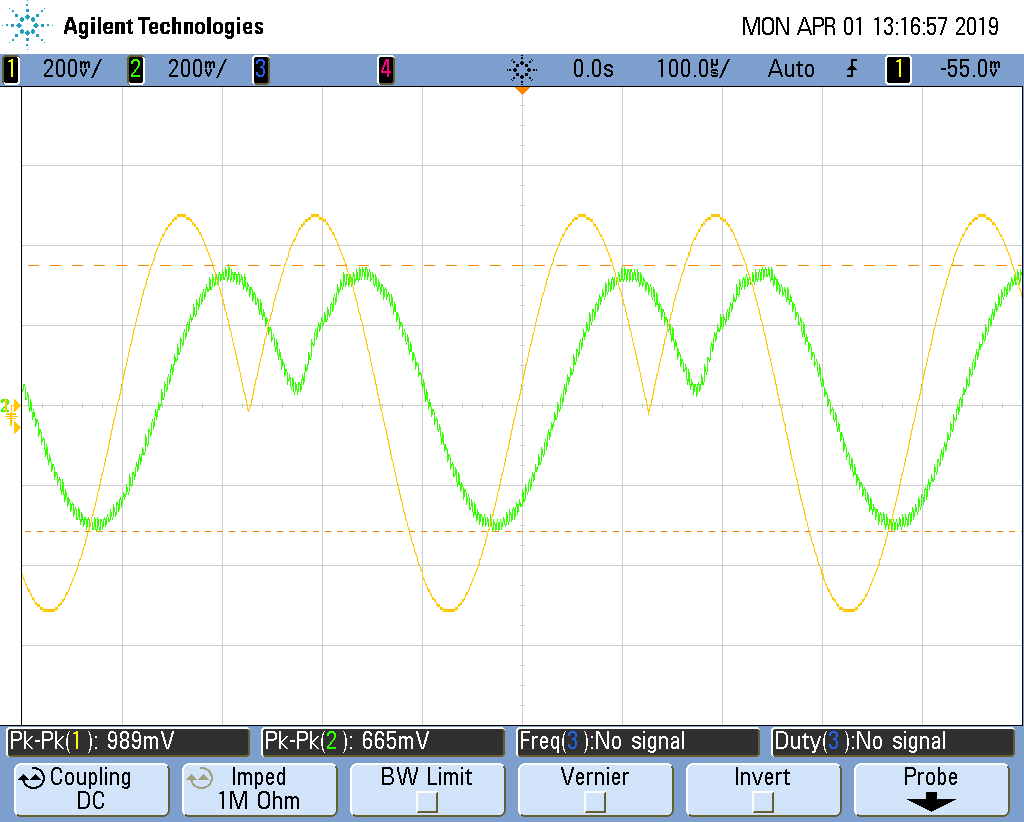 Agilent Technologies
MON APR 01 13:16:57 2019
1 200mV/ 2 200mV/ 3 4 0.0s 100.0µs/ Auto 1 -55.0mV
2
Pk-Pk(1): 989mV Pk-Pk(2): 665mV Freq(3):No signal Duty(3):No signal
Coupling Imped BW Limit Vernier Invert Probe
DC 1M Ohm